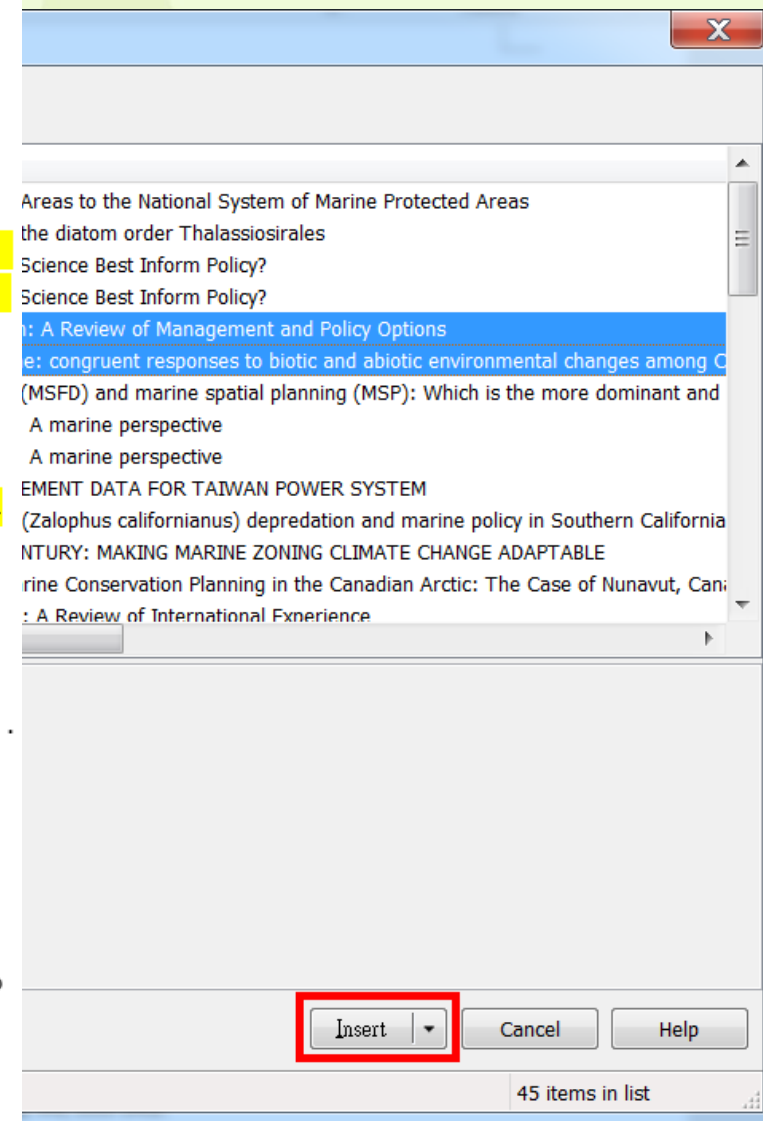 Areas to the National System of Marine Protected Areas
the diatom order Thalassiosirales
Science Best Inform Policy?
Science Best Inform Policy?
: A Review of Management and Policy Options
e: congruent responses to biotic and abiotic environmental changes among C
(MSFD) and marine spatial planning (MSP): Which is the more dominant and
A marine perspective
A marine perspective
EMENT DATA FOR TAIWAN POWER SYSTEM
(Zalophus californianus) depredation and marine policy in Southern California
NTURY: MAKING MARINE ZONING CLIMATE CHANGE ADAPTABLE
rine Conservation Planning in the Canadian Arctic: The Case of Nunavut,
: A Review of International Experience
Insert Cancel Help
45 items in list